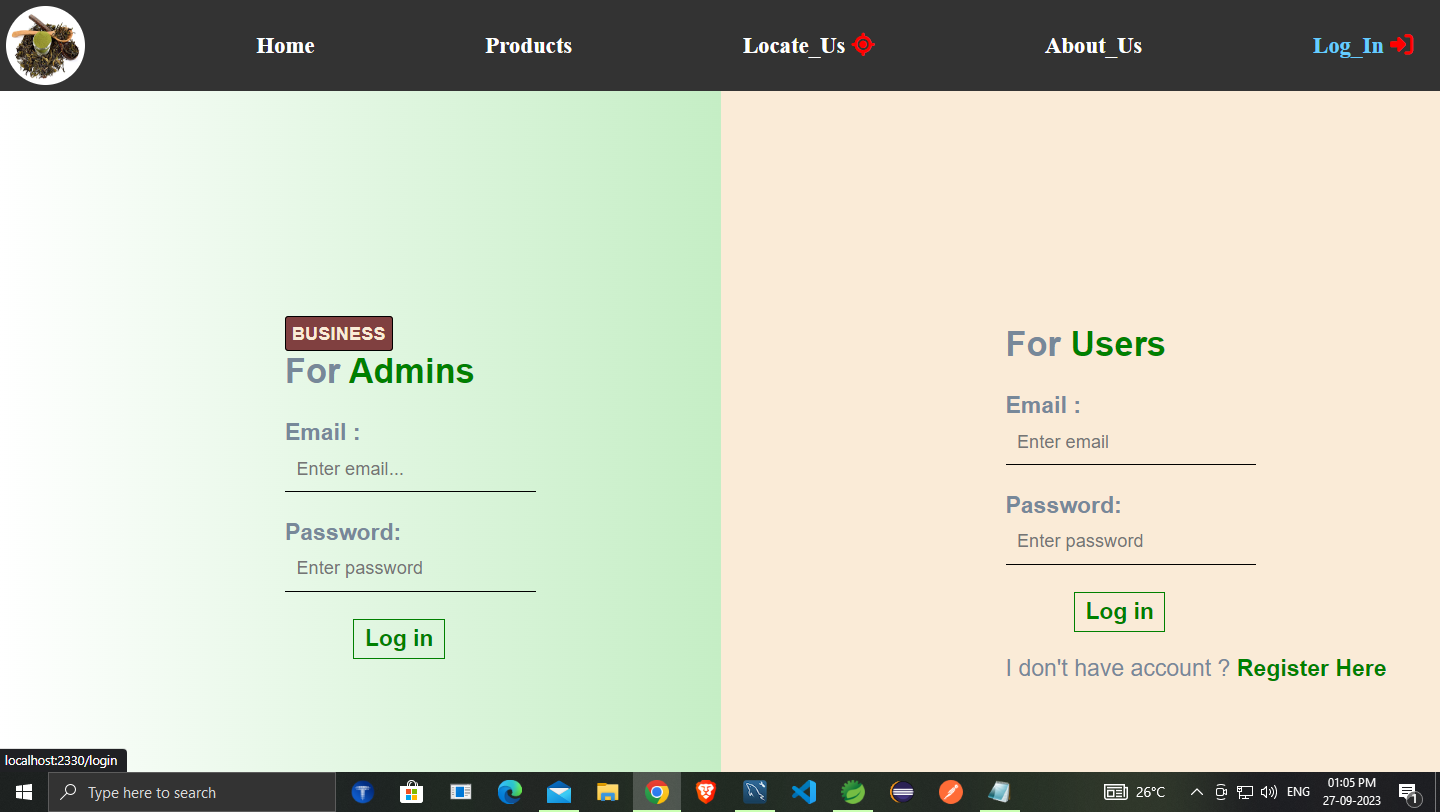 Home Products Locate_Us About_Us Log_In
BUSINESS
For Admins
Email :
Enter email...
Password:
Enter password
Log in
For Users
Email :
Enter email
Password:
Enter password
Log in
I don't have account ? Register Here
localhost:2330/login
Type here to search
26°C
ENG
01:05 PM
27-09-2023
1